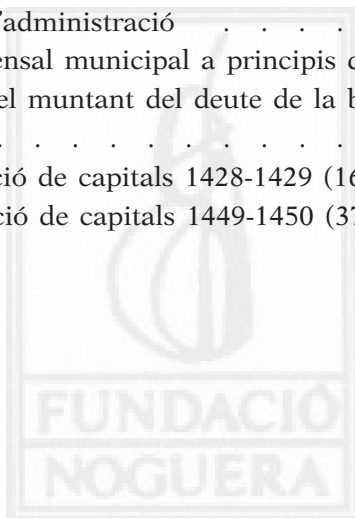 ’administració . . . .
ensal municipal a principis
el muntant del deute de la
. . . . . . . . .
ció de capitals 1428-1429 (16
ció de capitals 1449-1450 (37
FUNDACIÓ
NOGUERA